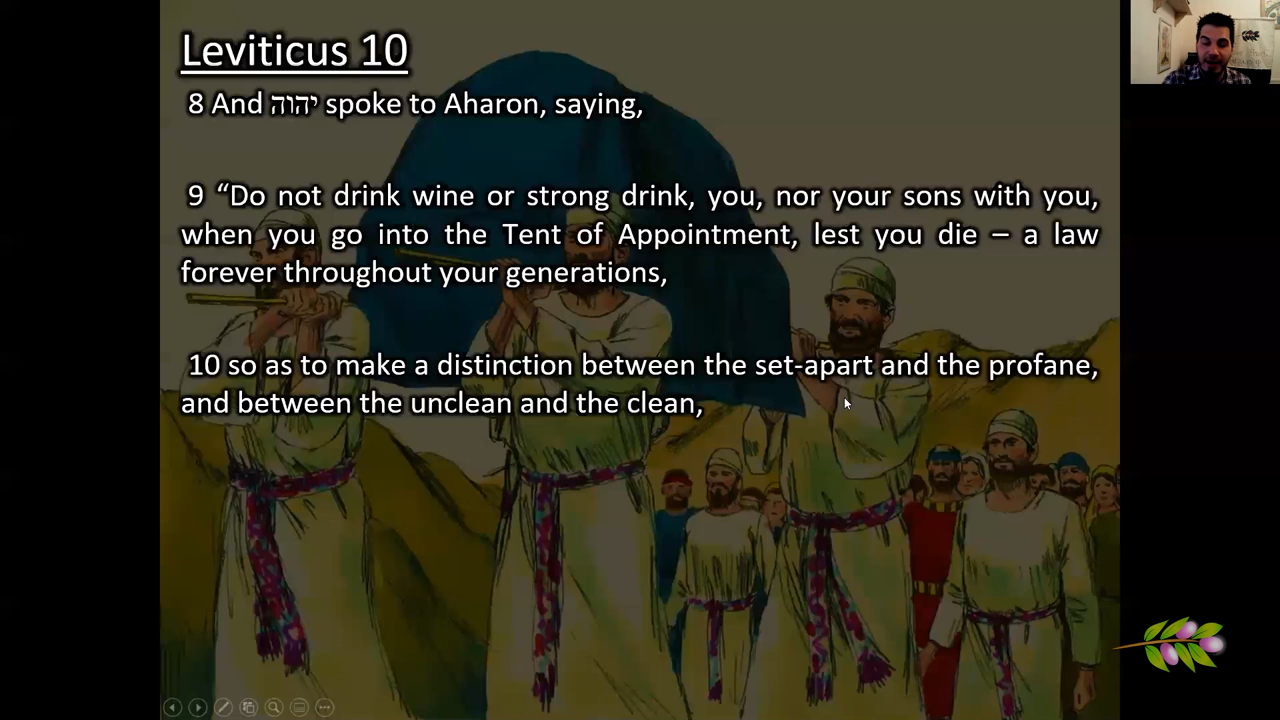 Leviticus 10
8 And יהוה spoke to Aharon, saying,
9 “Do not drink wine or strong drink, you, nor your sons with you,
when you go into the Tent of Appointment, lest you die – a law
forever throughout your generations,
10 so as to make a distinction between the set-apart and the profane,
and between the unclean and the clean,